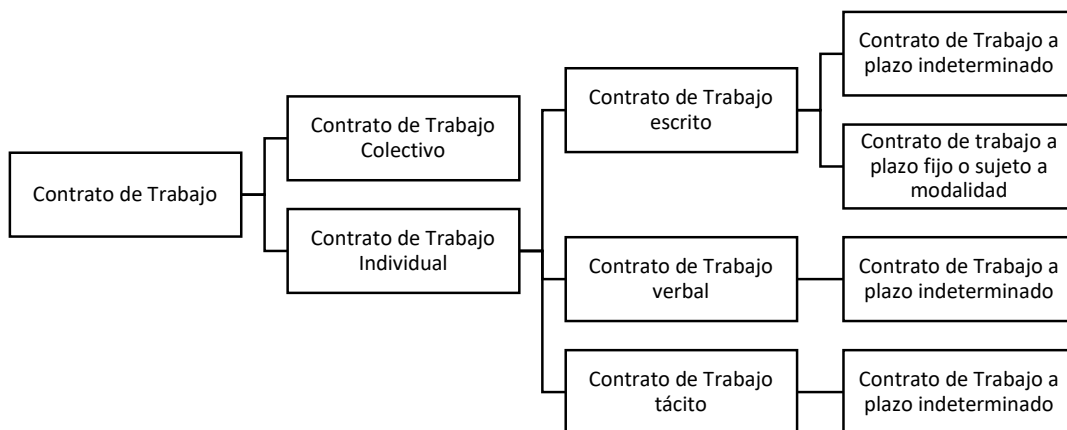 Contrato de Trabajo
Contrato de Trabajo
Colectivo
Contrato de Trabajo
Individual
Contrato de Trabajo
escrito
Contrato de Trabajo a
plazo indeterminado
Contrato de trabajo a
plazo fijo o sujeto a
modalidad
Contrato de Trabajo
verbal
Contrato de Trabajo a
plazo indeterminado
Contrato de Trabajo
tácito
Contrato de Trabajo a
plazo indeterminado